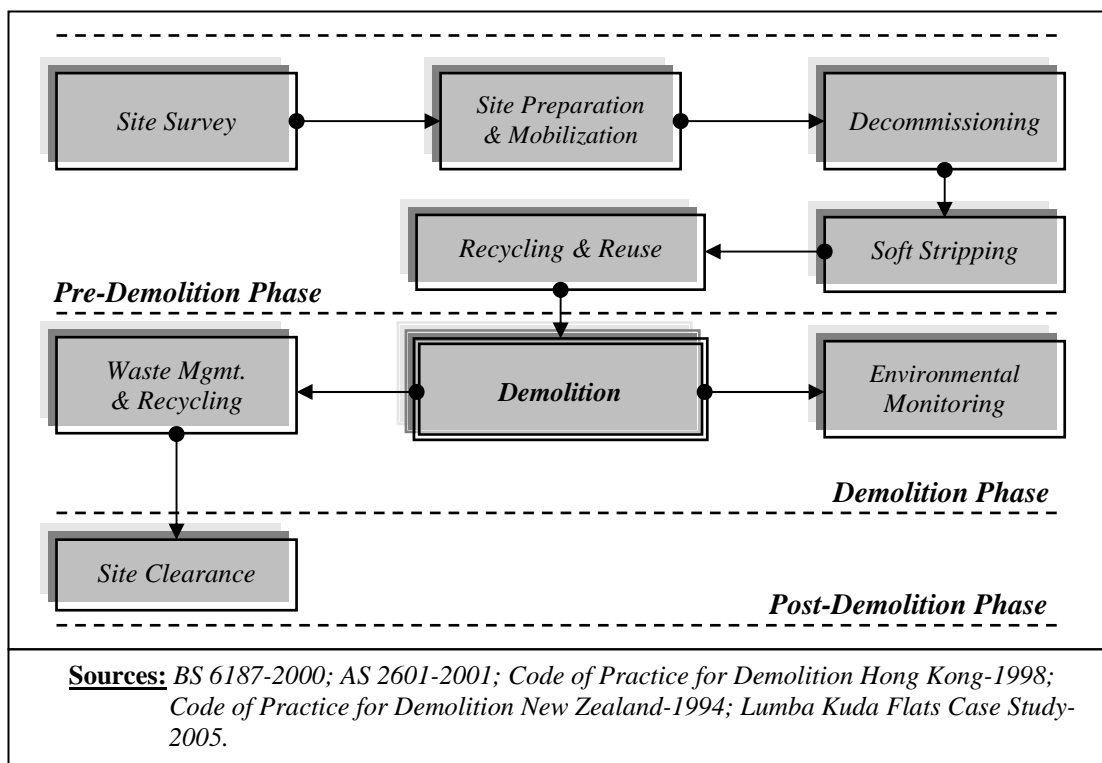 Site Survey
Site Preparation
& Mobilization
Decommissioning
Recycling & Reuse
Soft Stripping
Pre-Demolition Phase
Waste Mgmt.
& Recycling
Demolition
Environmental
Monitoring
Demolition Phase
Site Clearance
Post-Demolition Phase
Sources: BS 6187-2000; AS 2601-2001; Code of Practice for Demolition Hong Kong-1998;
Code of Practice for Demolition New Zealand-1994; Lumba Kuda Flats Case Study-
2005.